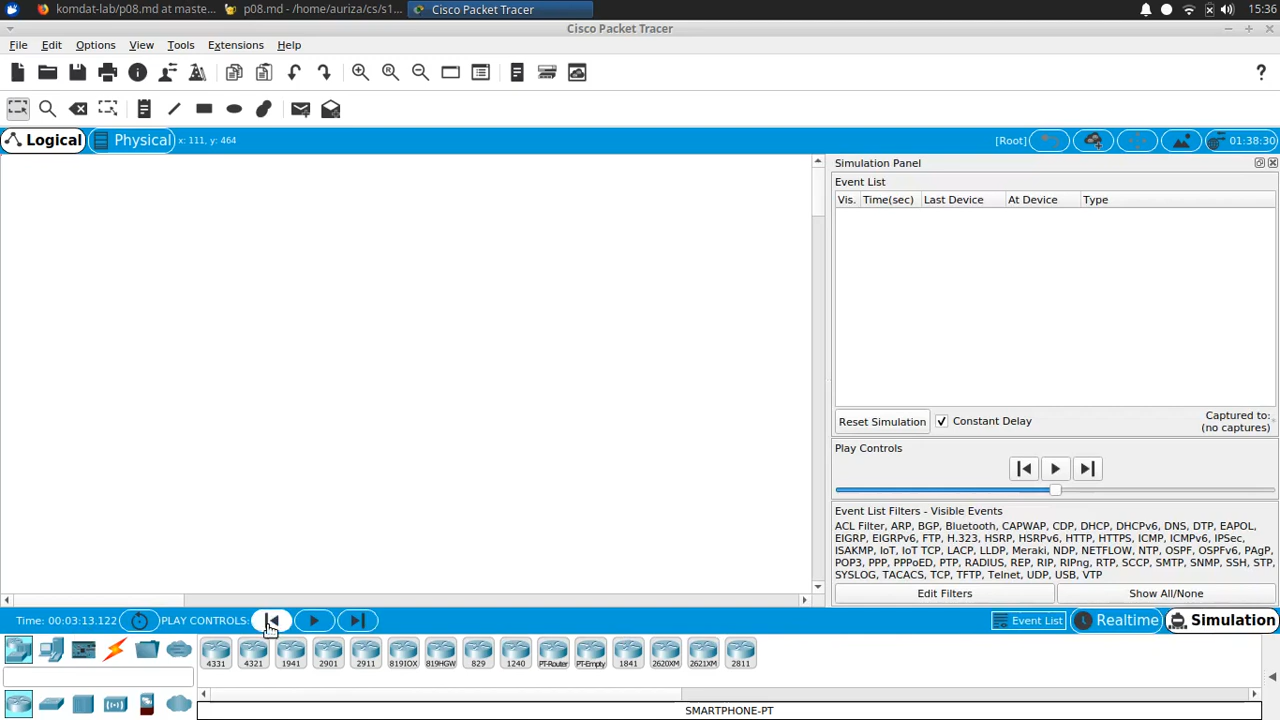 komdat-lab/p08.md at maste...
p08.md - /home/auriza/cs/s1...
Cisco Packet Tracer
15:36
Cisco Packet Tracer
File Edit Options View Tools Extensions Help
?
Logical
Physical
x: 111, y: 464
[Root]
01:38:30
Simulation Panel
Event List
Vis. Time(sec) Last Device At Device Type
Reset Simulation
Constant Delay
Captured to:
(no captures)
Play Controls
Event List Filters - Visible Events
ACL Filter, ARP, BGP, Bluetooth, CAPWAP, CDP, DHCP, DHCPv6, DNS, DTP, EAPOL,
EIGRP, EIGRPv6, FTP, H.323, HSRP, HSRPv6, HTTP, HTTPS, ICMP, ICMPv6, IPSec,
ISAKMP, IoT, IoT TCP, LACP, LLDP, Meraki, NDP, NETFLOW, NTP, OSPF, OSPFv6, PAgP,
POP3, PPP, PPPoED, PTP, RADIUS, REP, RIP, RIPng, RTP, SCCP, SMTP, SNMP, SSH, STP,
SYSLOG, TACACS, TCP, TFTP, Telnet, UDP, USB, VTP
Edit Filters
Show All/None
Time: 00:03:13.122
PLAY CONTROLS:
Event List
Realtime
Simulation
4331 4321 1941 2901 2911 819IOX 819HGW 829 1240 PT-Router PT-Empty 1841 2620XM 2621XM 2811
SMARTPHONE-PT